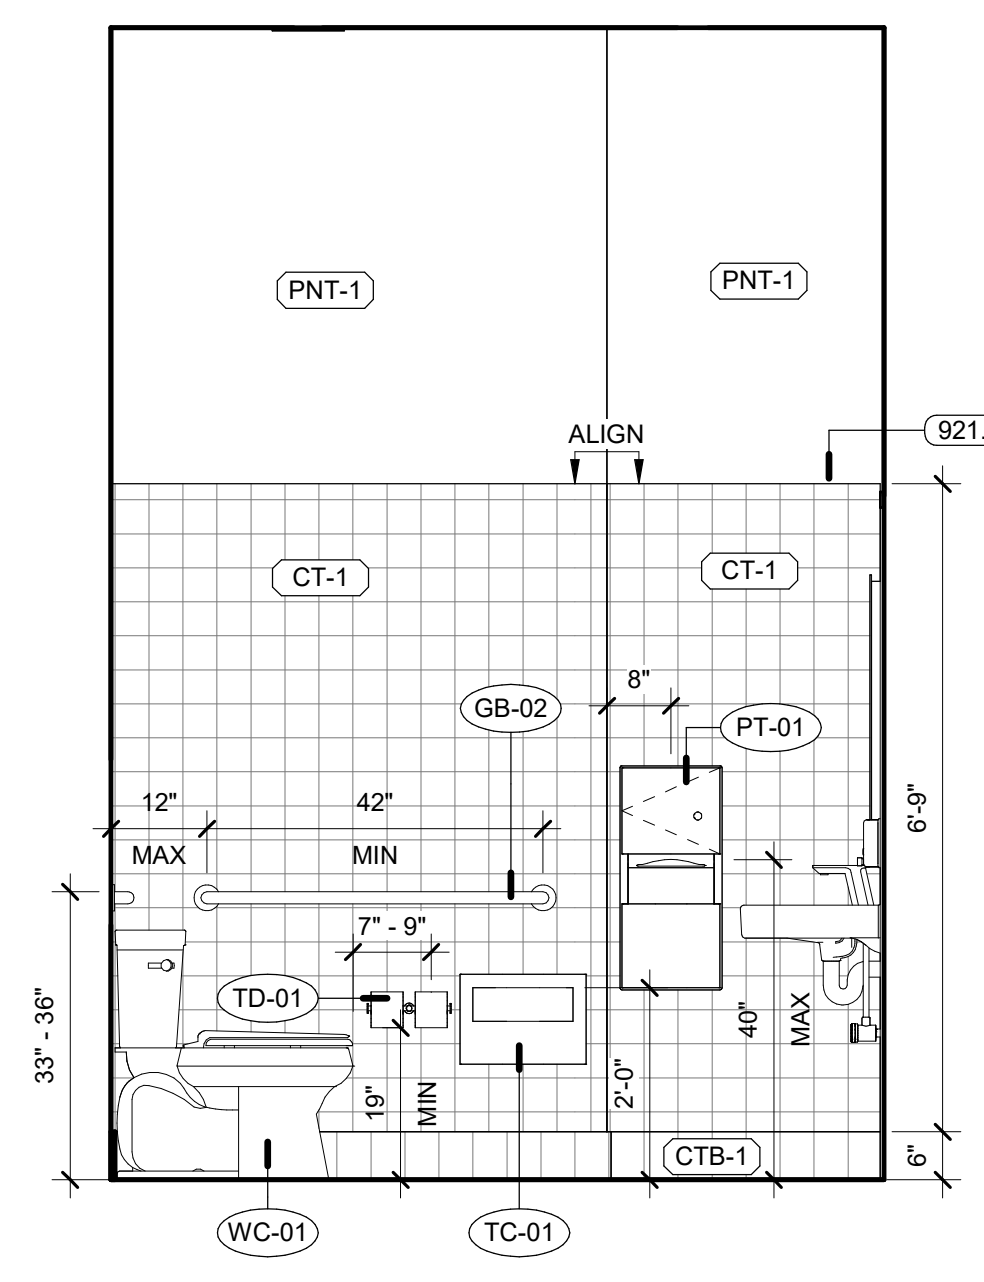 PNT-1
PNT-1
ALIGN
921.
CT-1
CT-1
8"
GB-02
PT-01
12"
42"
MAX
MIN
6'-9"
7" - 9"
TD-01
33" - 36"
40"
MAX
19"
MIN
2'-0"
CTB-1
6"
WC-01
TC-01